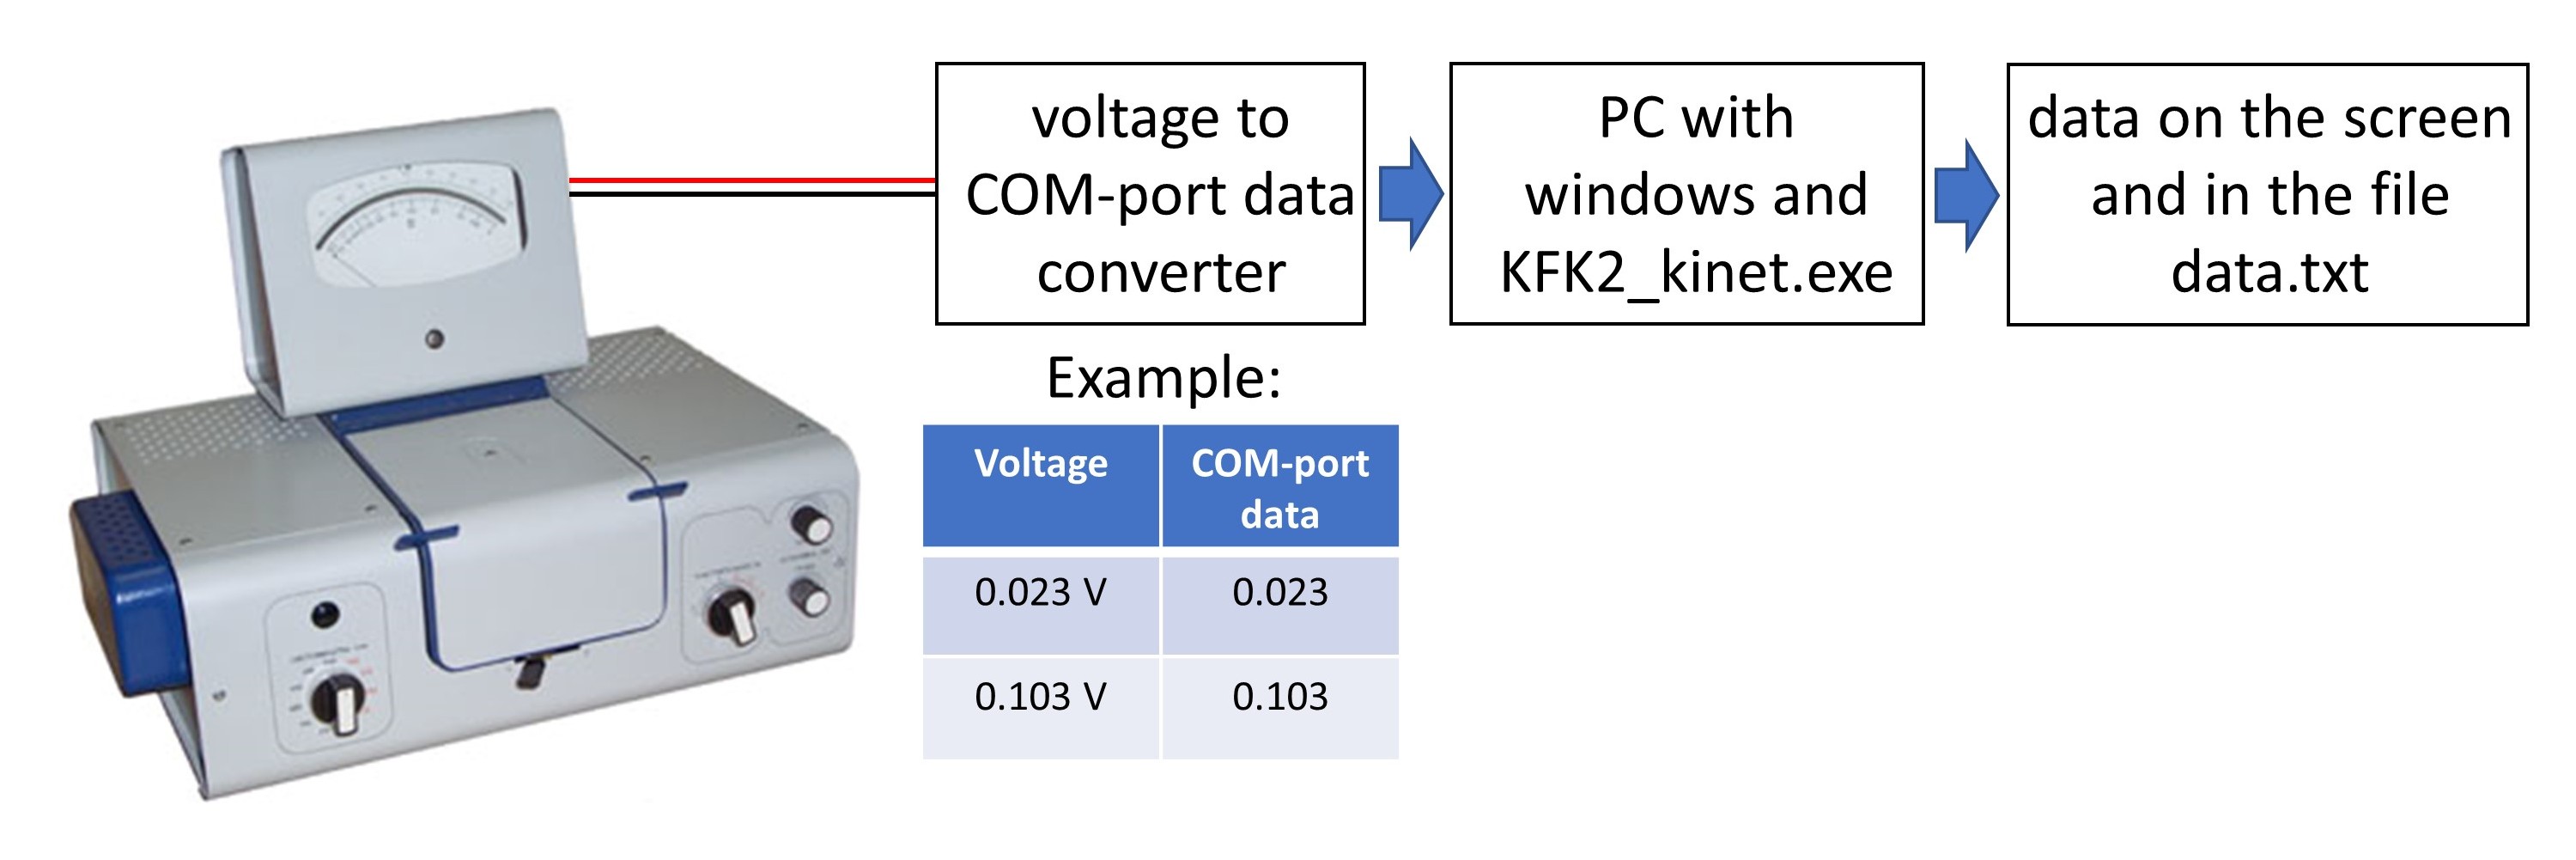 voltage to
COM-port data
converter
PC with
windows and
KFK2_kinet.exe
data on the screen
and in the file
data.txt
Example:
Voltage
COM-port
data
0.023 V
0.023
0.103 V
0.103